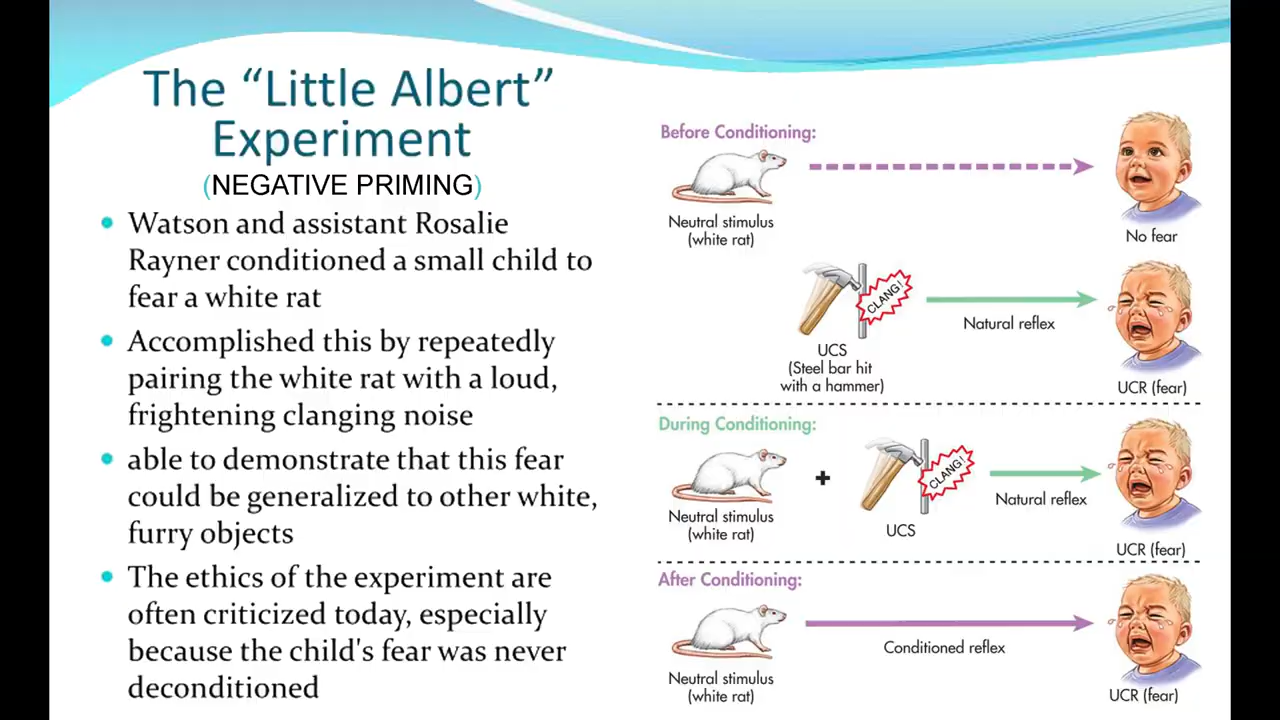 The “Little Albert”
Experiment
(NEGATIVE PRIMING)
• Watson and assistant Rosalie
Rayner conditioned a small child to
fear a white rat
• Accomplished this by repeatedly
pairing the white rat with a loud,
frightening clanging noise
• able to demonstrate that this fear
could be generalized to other white,
furry objects
• The ethics of the experiment are
often criticized today, especially
because the child's fear was never
deconditioned
Before Conditioning:
Neutral stimulus
(white rat)
No fear
CLANG!
UCS
(Steel bar hit
with a hammer)
Natural reflex
UCR (fear)
During Conditioning:
Neutral stimulus
(white rat)
+
CLANG!
UCS
Natural reflex
UCR (fear)
After Conditioning:
Neutral stimulus
(white rat)
Conditioned reflex
UCR (fear)